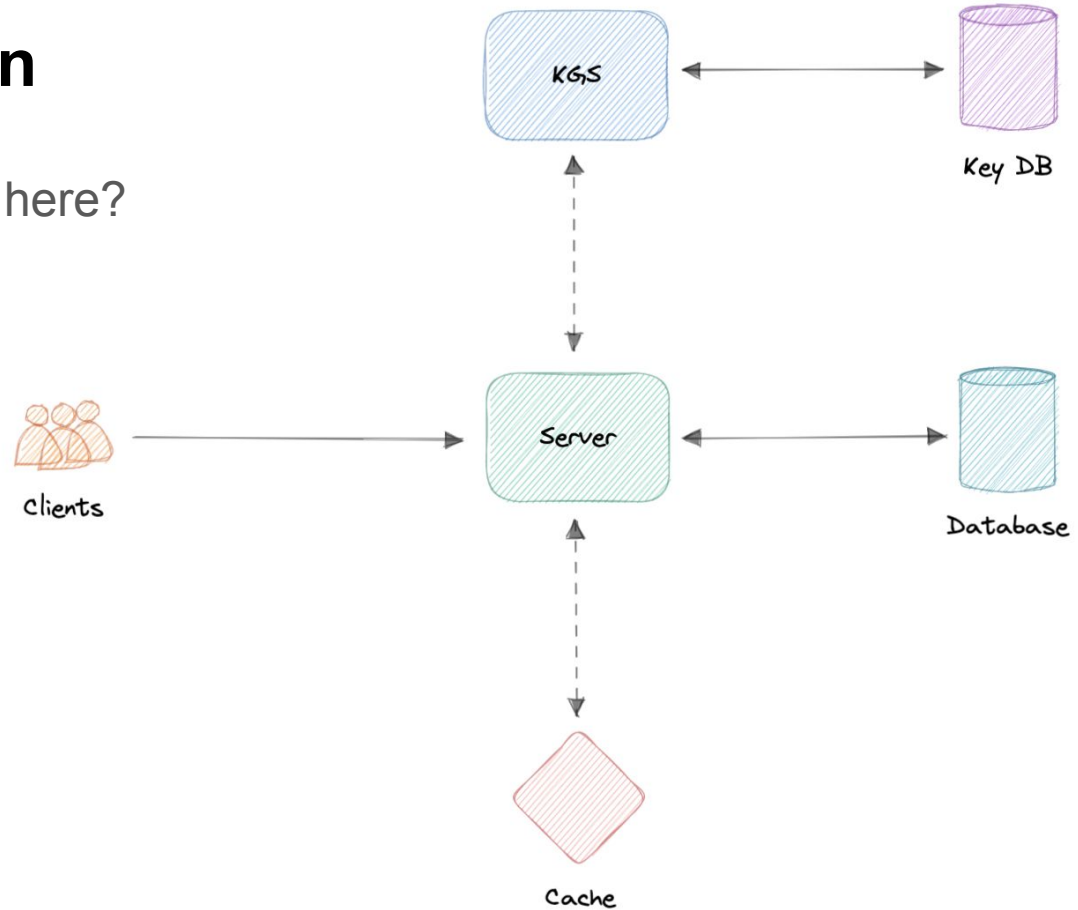 n
here?
KGS
Key DB
Clients
Server
Database
Cache